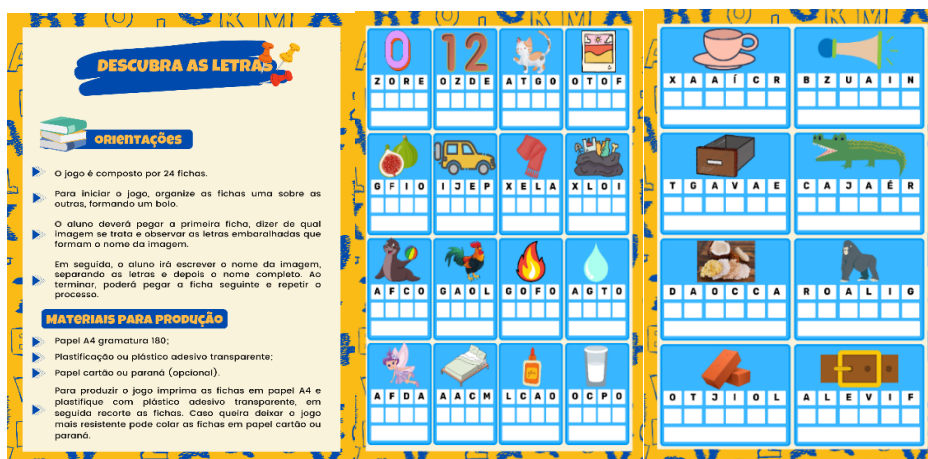 DESCUBRA AS LETRAS
ORIENTAÇÕES
O jogo é composto por 24 fichas.
Para iniciar o jogo, organize as fichas uma sobre as
outras, formando um bolo.
O aluno deverá pegar a primeira ficha, dizer de qual
imagem se trata e observar as letras embaralhadas que
formam o nome da imagem.
Em seguida, o aluno irá escrever o nome da imagem,
separando as letras e depois o nome completo. Ao
terminar, poderá pegar a ficha seguinte e repetir o
processo.
MATERIAIS PARA PRODUÇÃO
Papel A4 gramatura 180;
Plastificação ou plástico adesivo transparente;
Papel cartão ou paraná (opcional).
Para produzir o jogo imprima as fichas em papel A4 e
plastifique com plástico adesivo transparente, em
seguida recorte as fichas. Caso queira deixar o jogo
mais resistente pode colar as fichas em papel cartão ou
paraná.
0 12
Z O R E O Z D E A T G O O T O F
G F I O I J E P X E L A X L O I
A F C O G A O L G O F O A G T O
A F D A A A C M L C A O O C P O
X A A Í C R B Z U A I N
T G A V A E C A J A É R
D A O C C A R O A L I G
O T J I O L A L E V I F